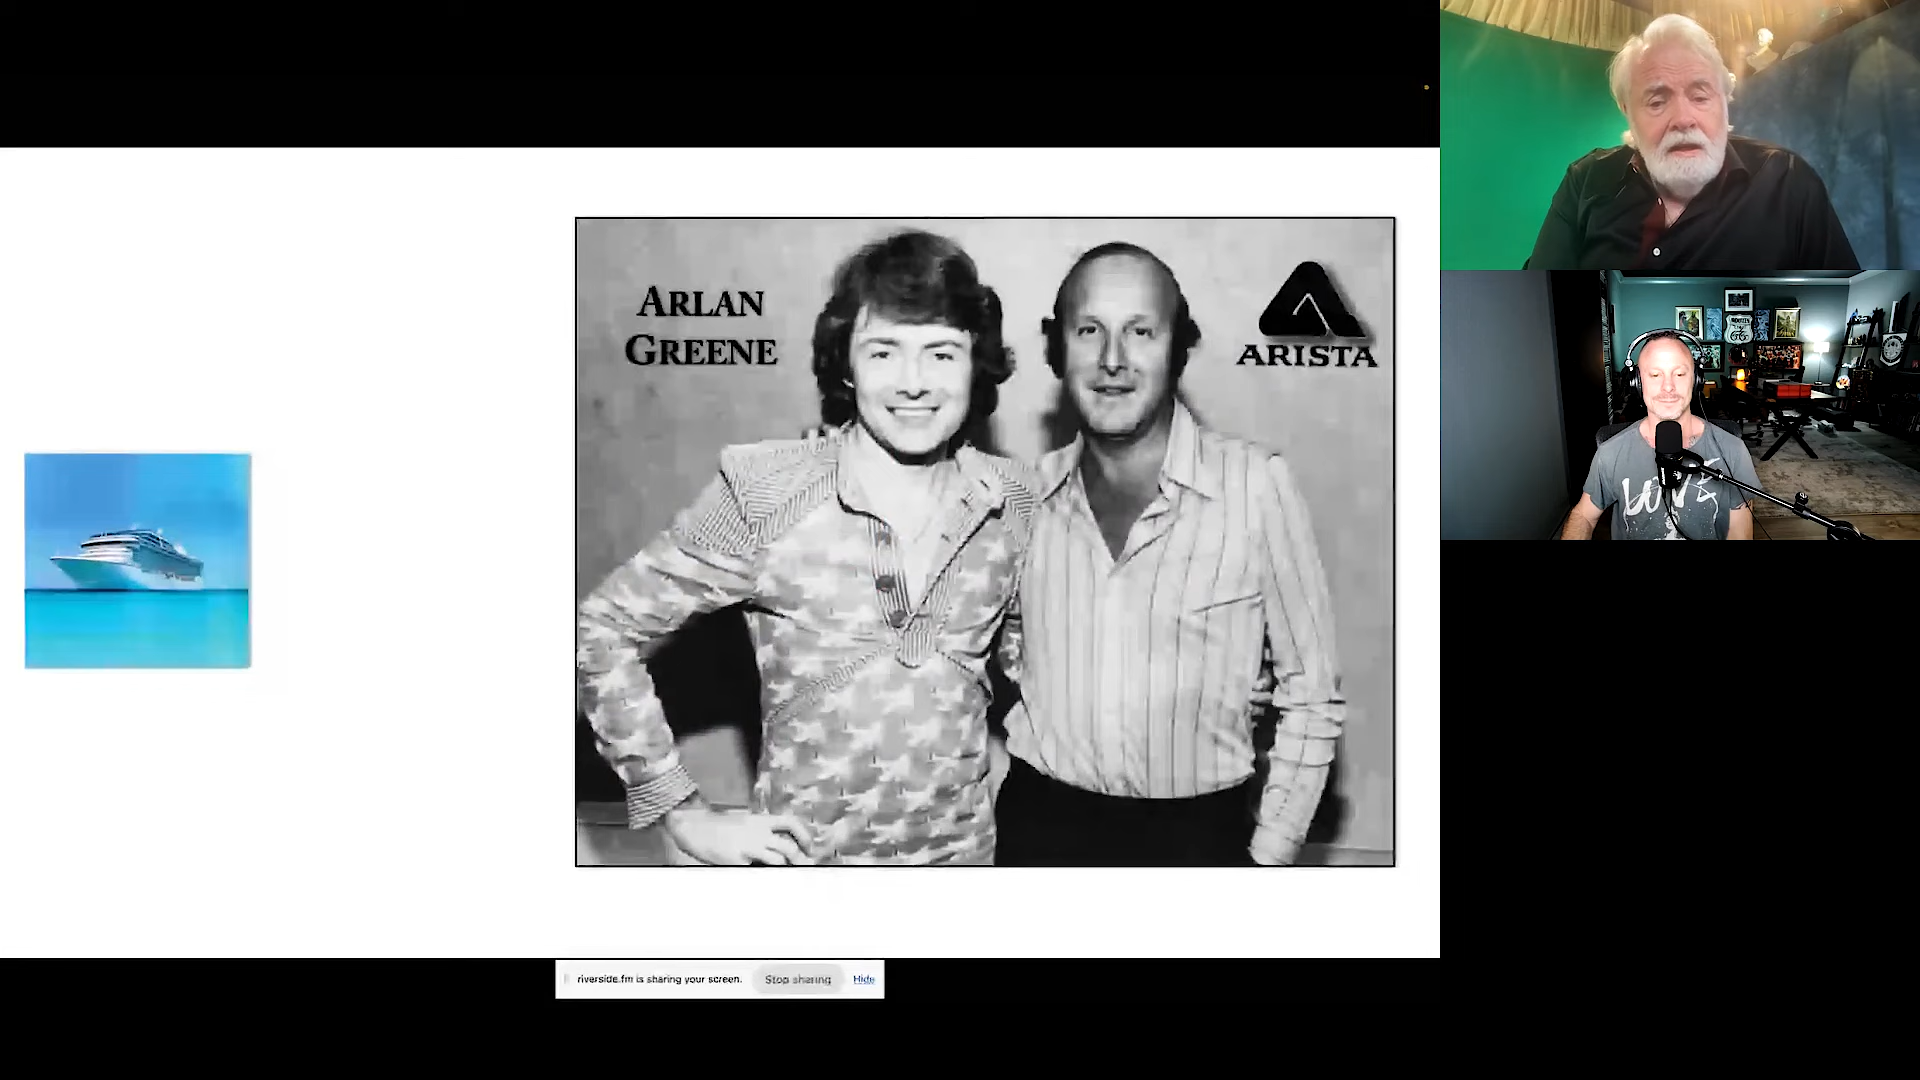 ARLAN
GREENE
ARISTA
LOVE
riverside.fm is sharing your screen.
Stop sharing
Hide